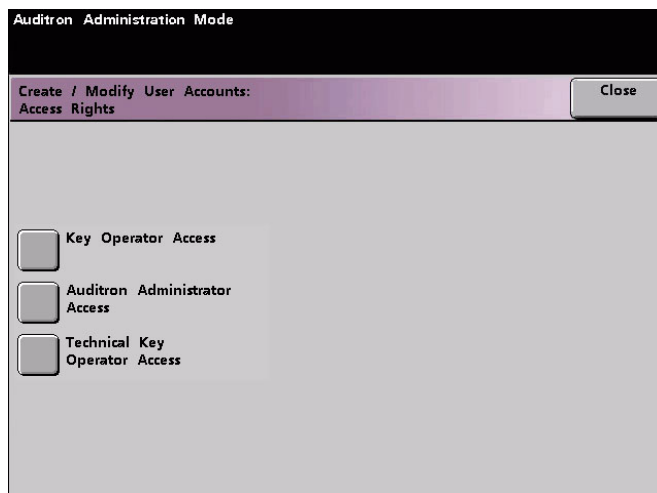 Auditron Administration Mode
Create / Modify User Accounts:
Access Rights
Close
Key Operator Access
Auditron Administrator
Access
Technical Key
Operator Access